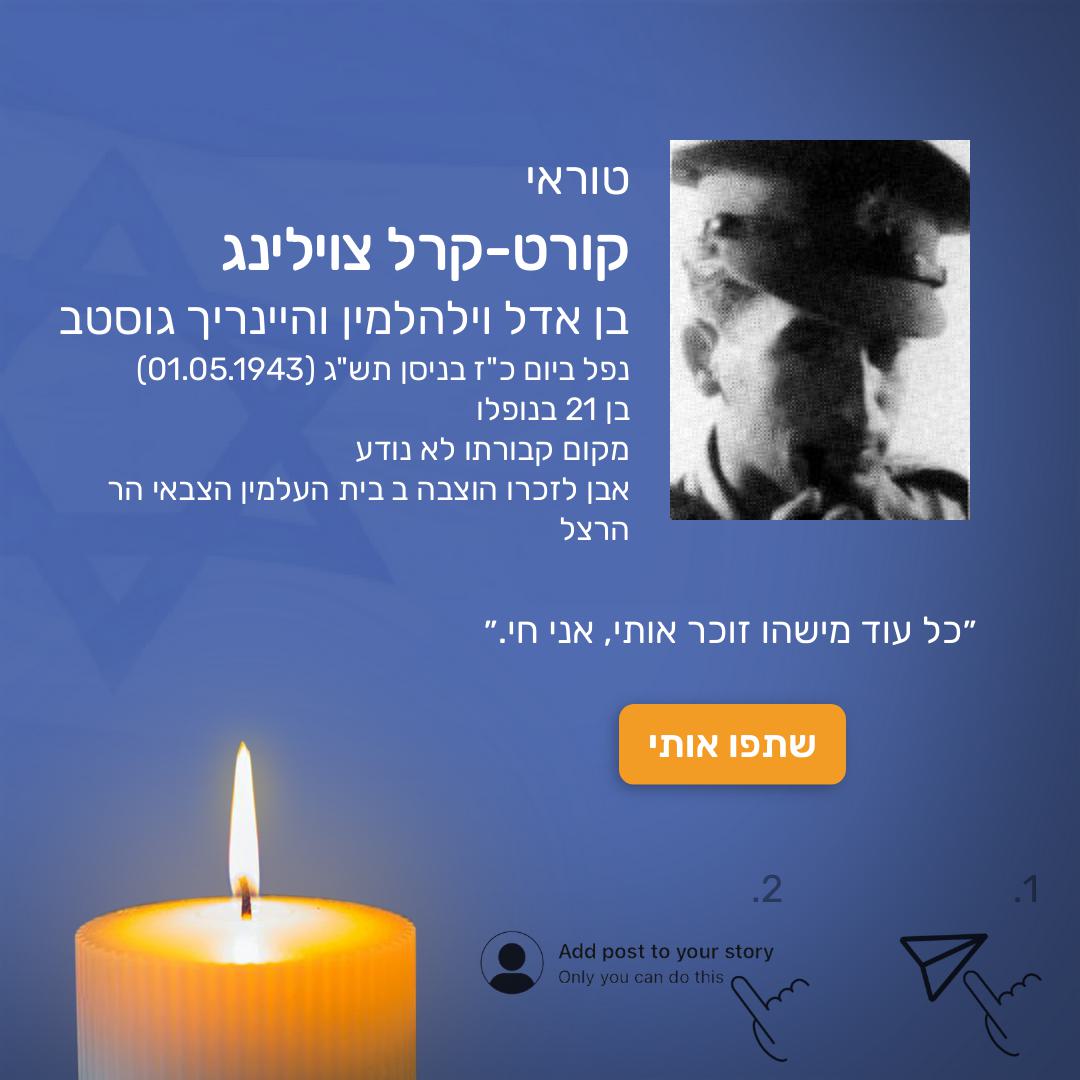 טוראי
קורט-קרל צוילינג
בן אדל וילהלמין והיינריך גוסטב
נפל ביום כ"ז בניסן תש"ג (01.05.1943)
בן 21 בנופלו
מקום קבורתו לא נודע
אבן לזכרו הוצבה ב בית העלמין הצבאי הר
הרצל
״כל עוד מישהו זוכר אותי, אני חי.״
שתפו אותי
1.
2.
Add post to your story
Only you can do this